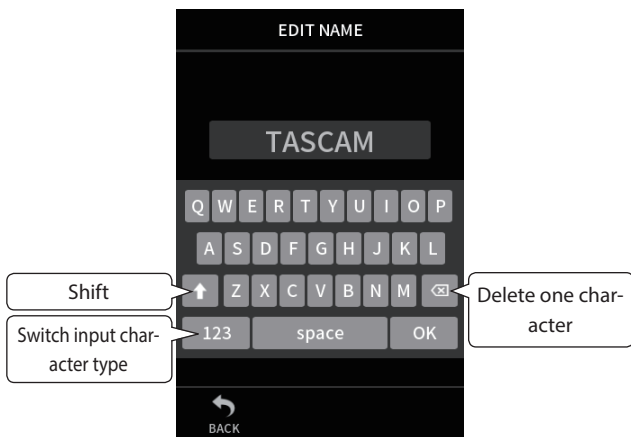 EDIT NAME
TASCAM
Q W E R T Y U I O P
A S D F G H J K L
Shift
Z X C V B N M
Delete one char-
acter
Switch input char-
acter type
123 space OK
BACK